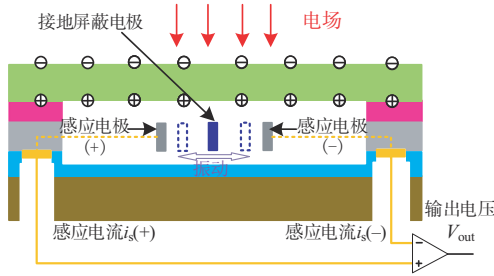 接地屏蔽电极
电场
感应电极
(+)
感应电极
(−)
振动
感应电流is(+)
感应电流is(−)
输出电压
Vout
−
+